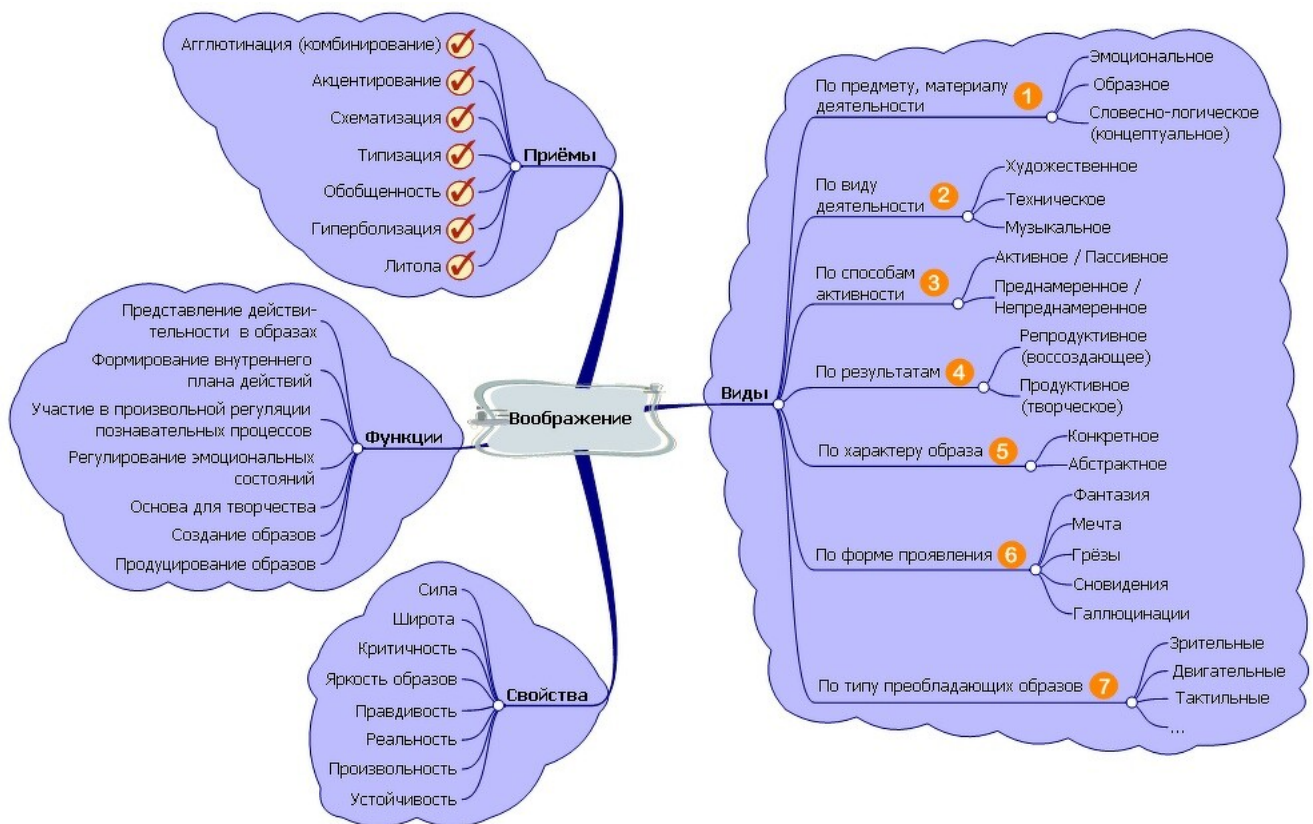 Агглютинация (комбинирование)
Акцентирование
Схематизация
Типизация
Обобщенность
Гиперболизация
Литола
Приёмы
Представление действи-
тельности в образах
Формирование внутреннего
плана действий
Участие в произвольной регуляции
познавательных процессов
Регулирование эмоциональных
состояний
Основа для творчества
Создание образов
Продуцирование образов
Функции
Сила
Широта
Критичность
Яркость образов
Правдивость
Реальность
Произвольность
Устойчивость
Свойства
Воображение
Виды
По предмету, материалу
деятельности
1
Эмоциональное
Образное
Словесно-логическое
(концептуальное)
По виду
деятельности
2
Художественное
Техническое
Музыкальное
По способам
активности
3
Активное / Пассивное
Преднамеренное /
Непреднамеренное
По результатам
4
Репродуктивное
(воссоздающее)
Продуктивное
(творческое)
По характеру образа
5
Конкретное
Абстрактное
По форме проявления
6
Фантазия
Мечта
Грёзы
Сновидения
Галлюцинации
По типу преобладающих образов
7
Зрительные
Двигательные
Тактильные
...